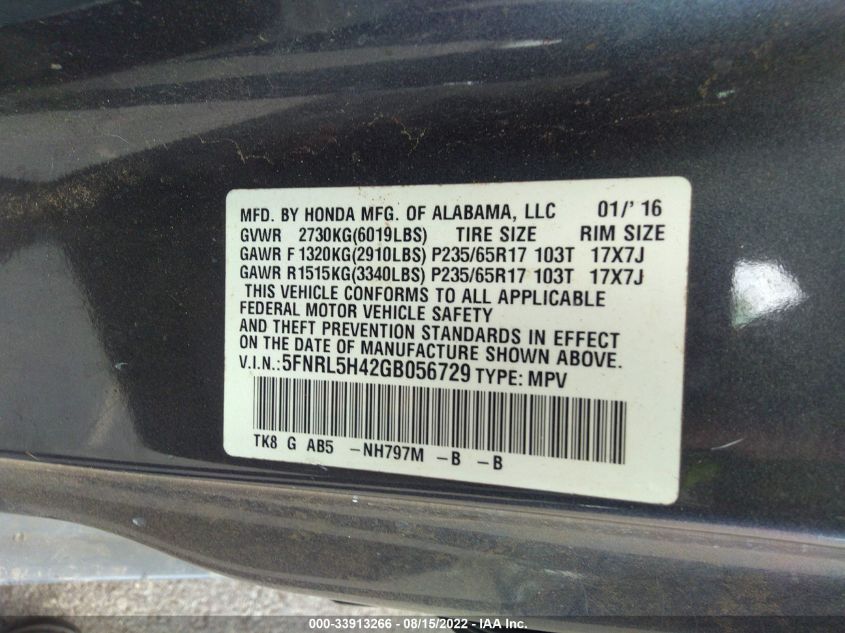 MFD. BY HONDA MFG. OF ALABAMA, LLC 01/' 16
GVWR 2730KG(6019LBS) TIRE SIZE RIM SIZE
GAWR F 1320KG(2910LBS) P235/65R17 103T 17X7J
GAWR R1515KG(3340LBS) P235/65R17 103T 17X7J
THIS VEHICLE CONFORMS TO ALL APPLICABLE
FEDERAL MOTOR VEHICLE SAFETY
AND THEFT PREVENTION STANDARDS IN EFFECT
ON THE DATE OF MANUFACTURE SHOWN ABOVE.
V.I.N.:5FNRL5H42GB056729 TYPE: MPV
TK8 G AB5 -NH797M -B -B
000-33913266 - 08/15/2022 - IAA Inc.